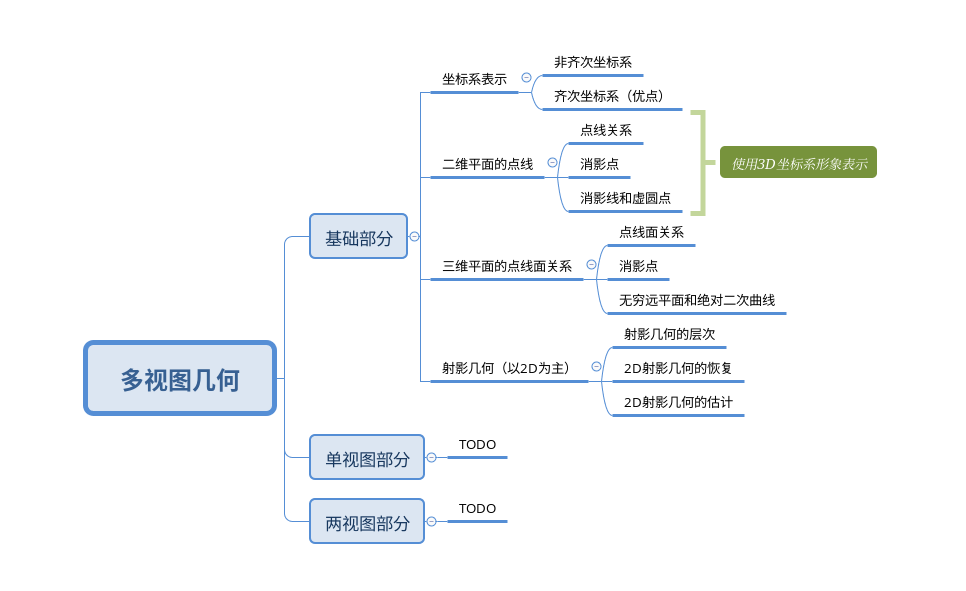 多视图几何
基础部分
坐标系表示
非齐次坐标系
齐次坐标系（优点）
二维平面的点线
点线关系
消影点
消影线和虚圆点
使用3D坐标系形象表示
三维平面的点线面关系
点线面关系
消影点
无穷远平面和绝对二次曲线
射影几何（以2D为主）
射影几何的层次
2D射影几何的恢复
2D射影几何的估计
单视图部分
TODO
两视图部分
TODO